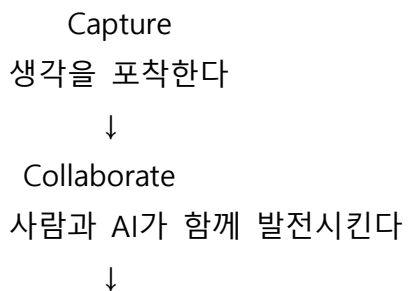 Capture
생각을 포착한다
↓
Collaborate
사람과 AI가 함께 발전시킨다
↓